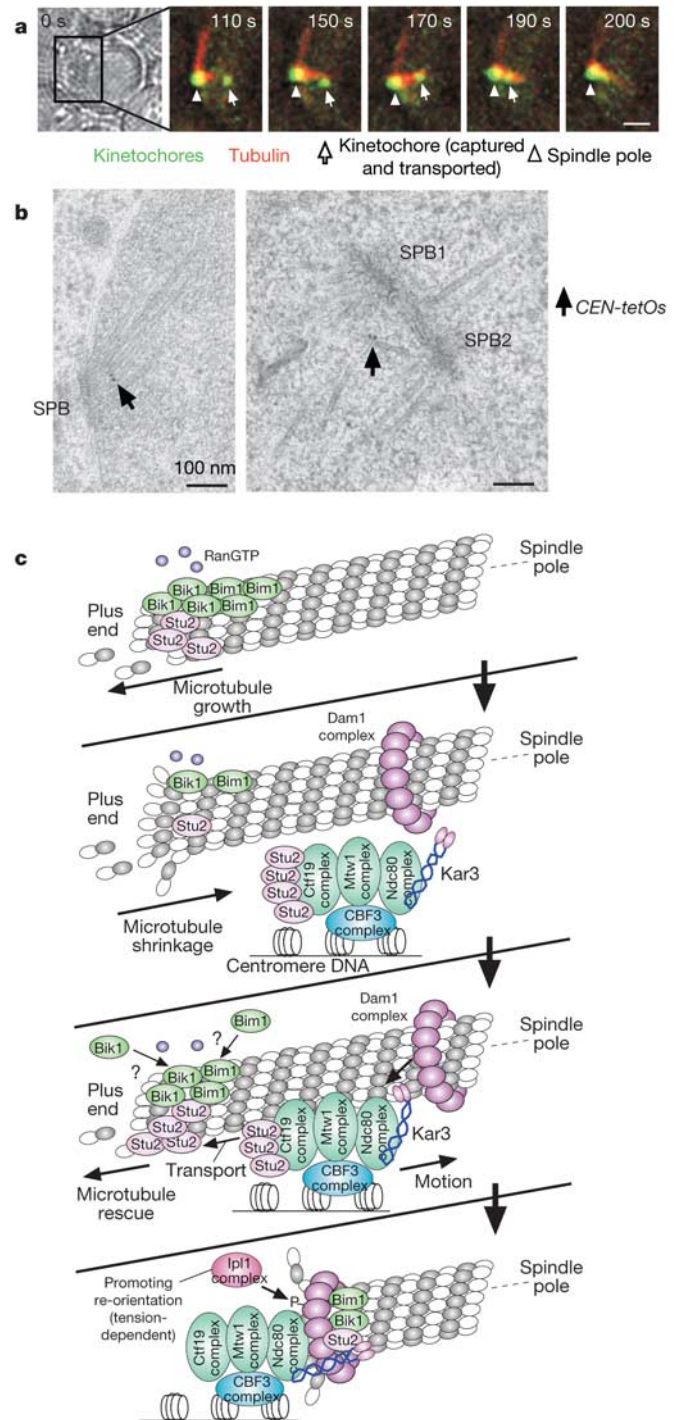 a
0 s
110 s
150 s
170 s
190 s
200 s
Kinetochores
Tubulin
Kinetochore (captured
and transported)
Spindle pole
b
SPB
100 nm
SPB1
SPB2
CEN-tetOs
c
RanGTP
Spindle
pole
Plus
end
Bik1
Bim1
Bim1
Bik1
Bik1
Bim1
Stu2
Stu2
Stu2
Microtubule
growth
Dam1
complex
Spindle
pole
Plus
end
Bik1
Bim1
Stu2
Stu2
Stu2
Stu2
Stu2
Ctf19
complex
Mtw1
complex
Ndc80
complex
Kar3
CBF3
complex
Microtubule
shrinkage
Centromere DNA
Dam1
complex
Bim1
Bik1
?
?
Spindle
pole
Plus
end
Bik1
Bim1
Bik1
Bim1
Stu2
Stu2
Stu2
Stu2
Stu2
Stu2
Ctf19
complex
Mtw1
complex
Ndc80
complex
Kar3
Transport
CBF3
complex
Motion
Microtubule
rescue
Ipl1
complex
Promoting
re-orientation
(tension-
dependent)
P
Bim1
Bik1
Stu2
Spindle
pole
Ctf19
complex
Mtw1
complex
Ndc80
complex
CBF3
complex